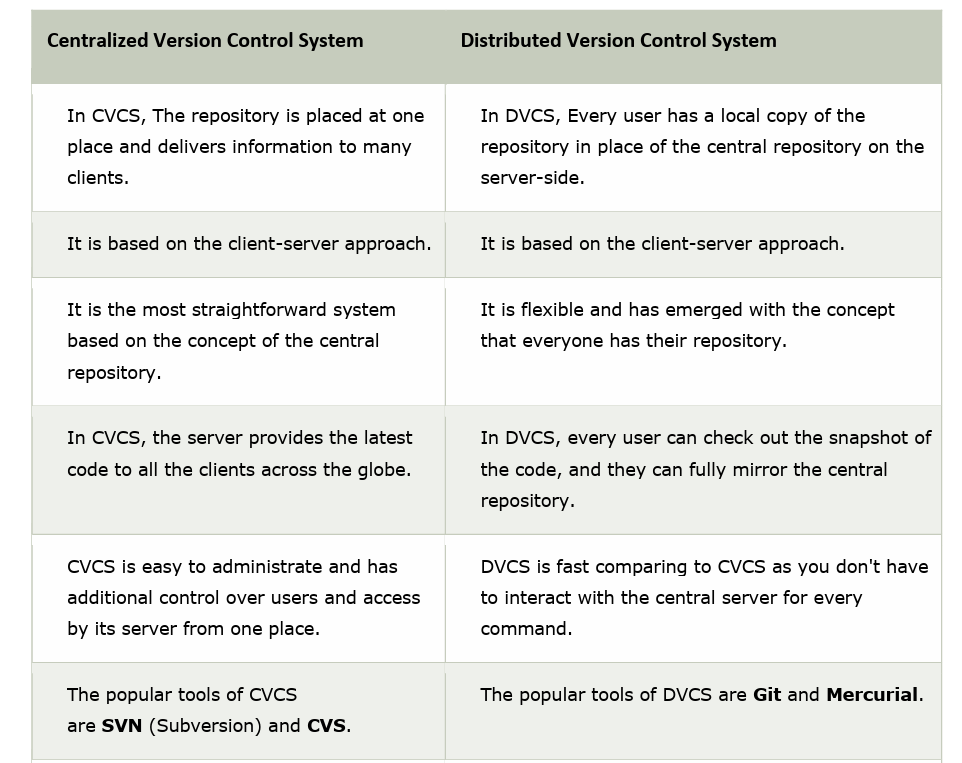 Centralized Version Control System
Distributed Version Control System
In CVCS, The repository is placed at one
place and delivers information to many
clients.
In DVCS, Every user has a local copy of the
repository in place of the central repository on the
server-side.
It is based on the client-server approach.
It is based on the client-server approach.
It is the most straightforward system
based on the concept of the central
repository.
It is flexible and has emerged with the concept
that everyone has their repository.
In CVCS, the server provides the latest
code to all the clients across the globe.
In DVCS, every user can check out the snapshot of
the code, and they can fully mirror the central
repository.
CVCS is easy to administrate and has
additional control over users and access
by its server from one place.
DVCS is fast comparing to CVCS as you don't have
to interact with the central server for every
command.
The popular tools of CVCS
are SVN (Subversion) and CVS.
The popular tools of DVCS are Git and Mercurial.